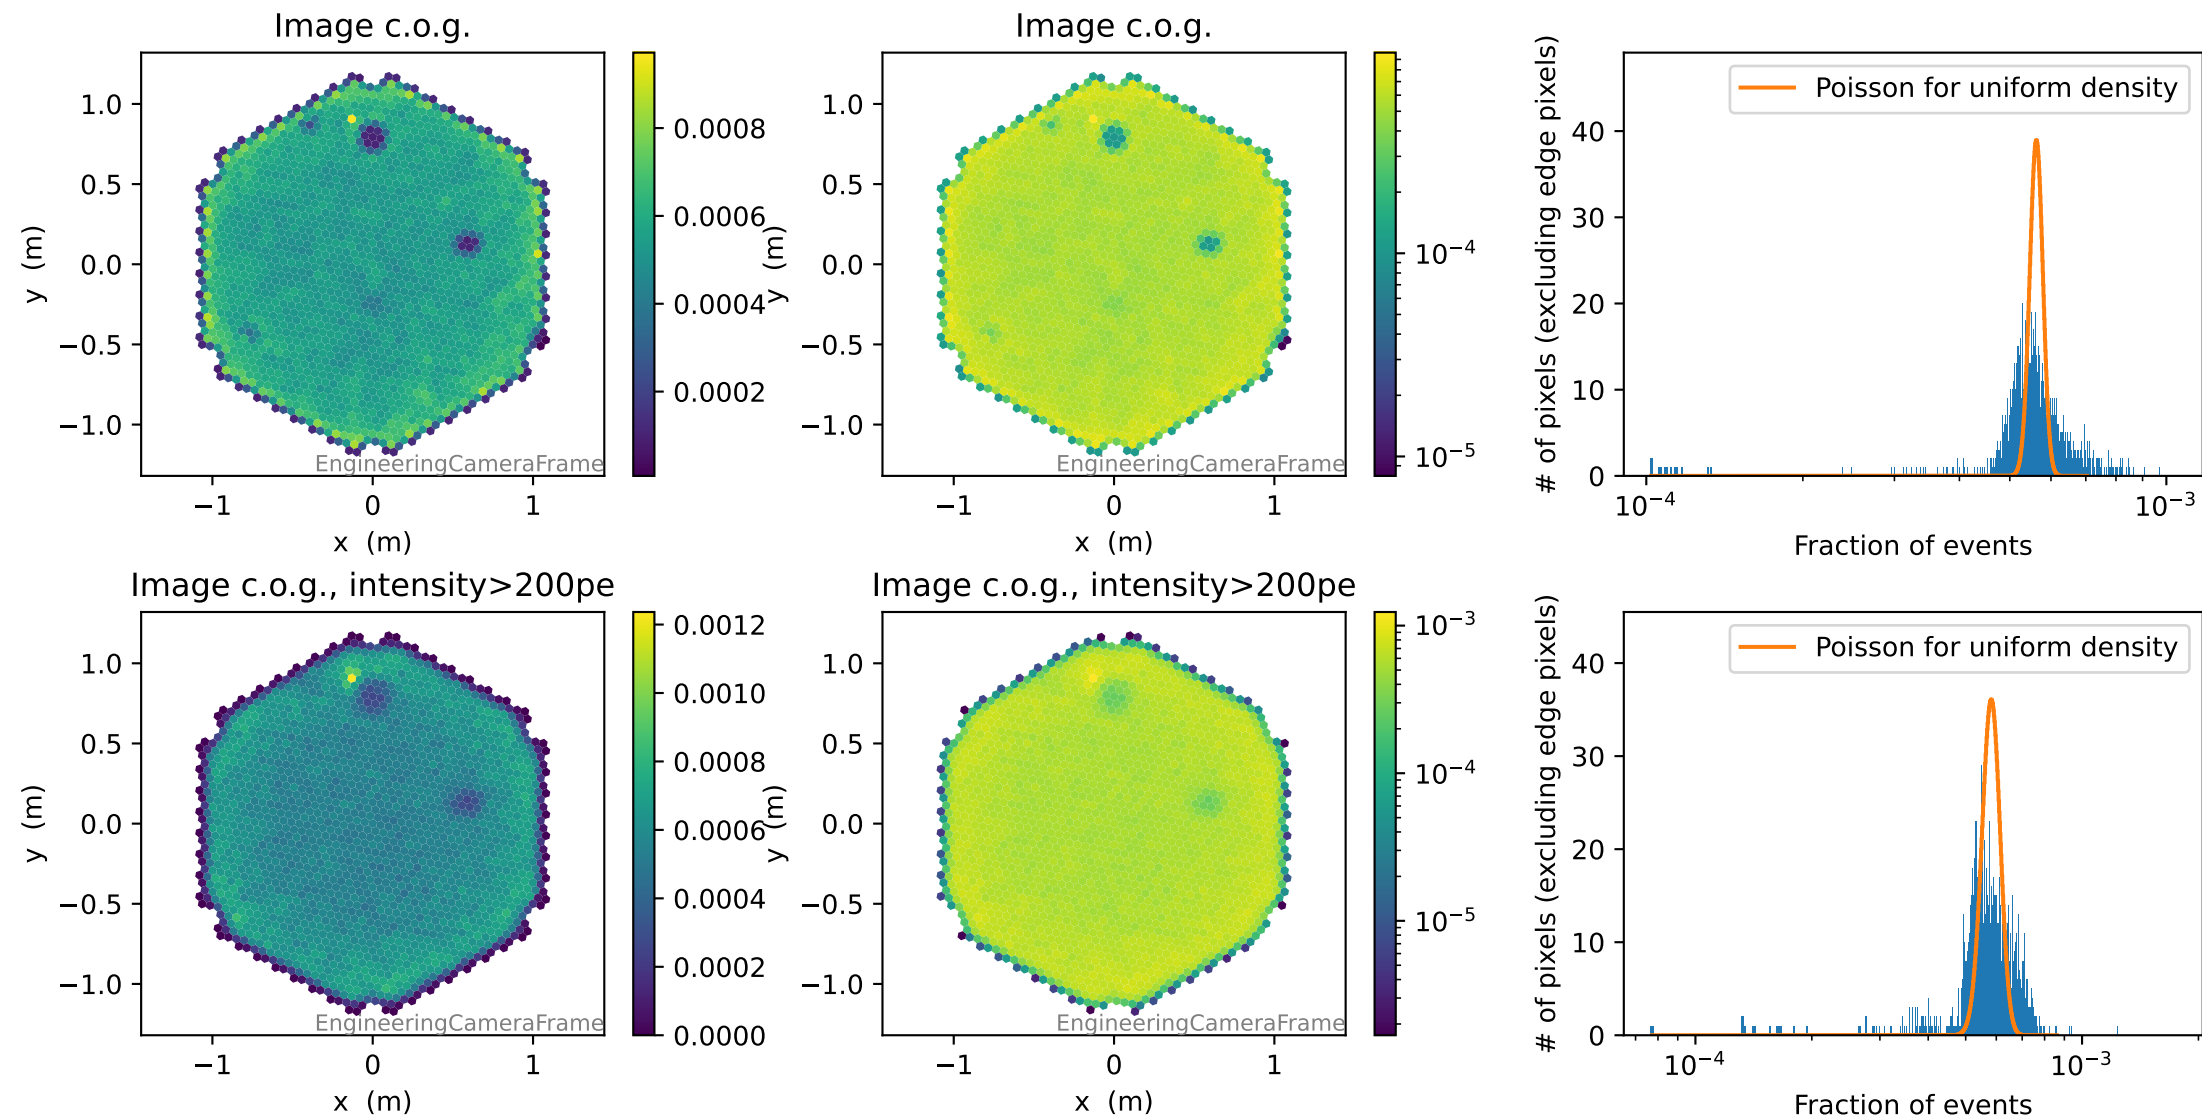 Image c.o.g.
1.0
0.5
0.0
−0.5
−1.0
y (m)
−1
0
1
x (m)
EngineeringCameraFrame
0.0008
0.0006
0.0004
0.0002
Image c.o.g.
1.0
0.5
0.0
−0.5
−1.0
y (m)
−1
0
1
x (m)
EngineeringCameraFrame
10⁻⁴
10⁻⁵
# of pixels (excluding edge pixels)
40
30
20
10
0
Poisson for uniform density
10⁻⁴
10⁻³
Fraction of events
Image c.o.g., intensity>200pe
1.0
0.5
0.0
−0.5
−1.0
y (m)
−1
0
1
x (m)
EngineeringCameraFrame
0.0012
0.0010
0.0008
0.0006
0.0004
0.0002
0.0000
Image c.o.g., intensity>200pe
1.0
0.5
0.0
−0.5
−1.0
y (m)
−1
0
1
x (m)
EngineeringCameraFrame
10⁻³
10⁻⁴
10⁻⁵
# of pixels (excluding edge pixels)
40
30
20
10
0
Poisson for uniform density
10⁻⁴
10⁻³
Fraction of events